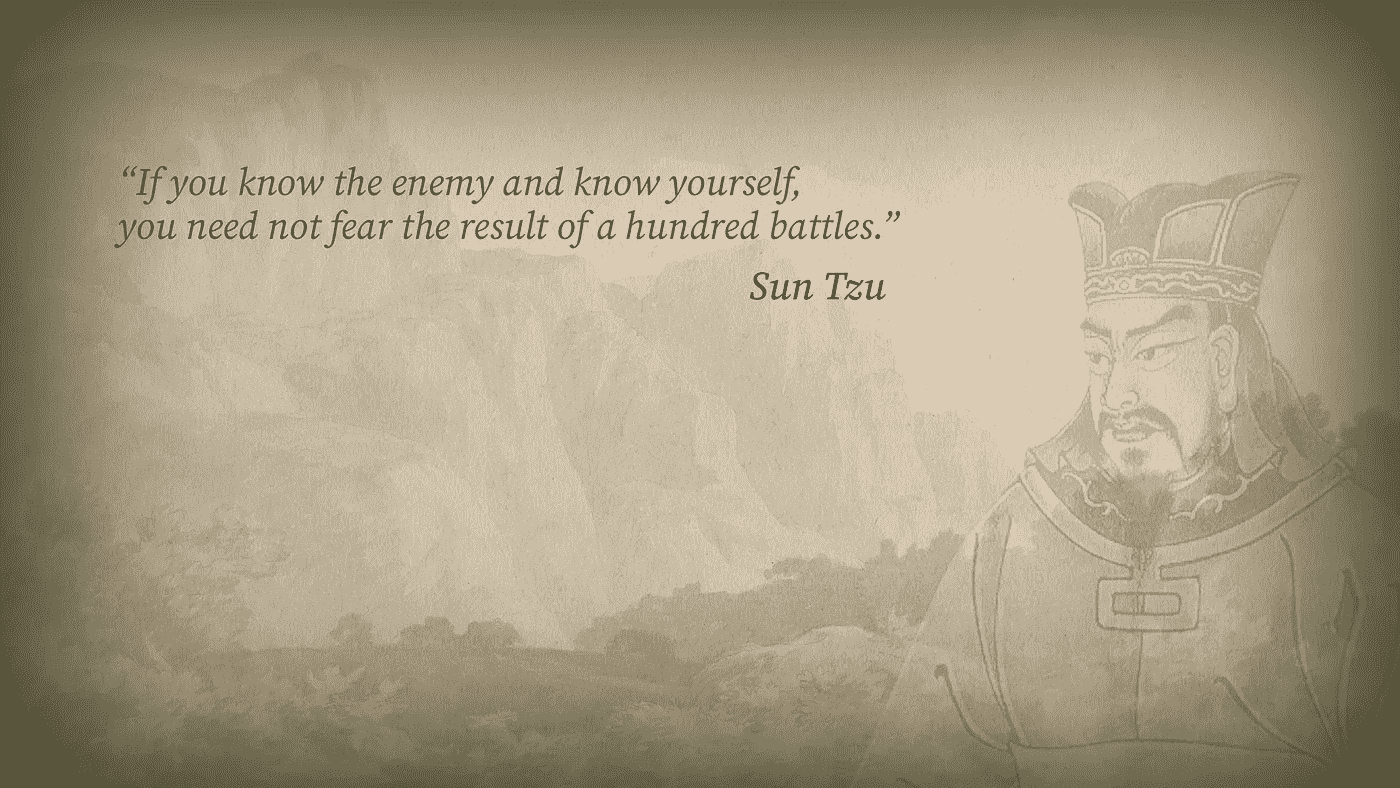 “If you know the enemy and know yourself,
you need not fear the result of a hundred battles.”
Sun Tzu